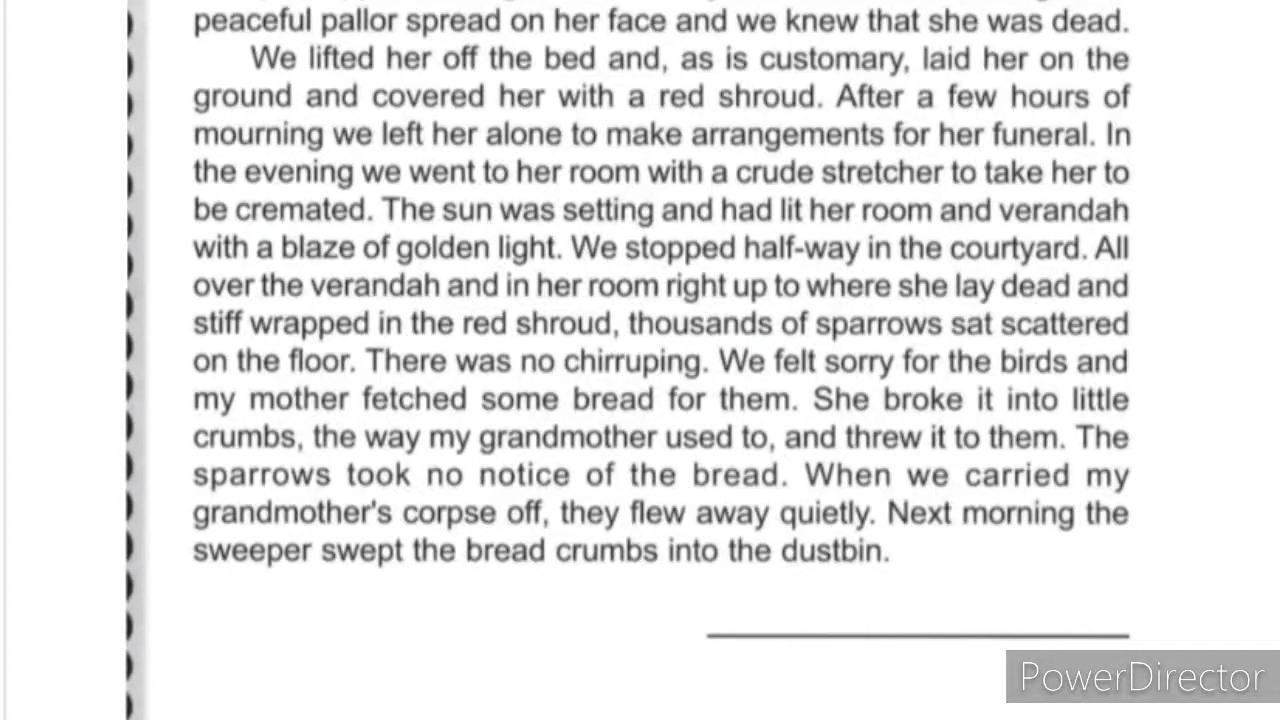 peaceful pallor spread on her face and we knew that she was dead.
We lifted her off the bed and, as is customary, laid her on the
ground and covered her with a red shroud. After a few hours of
mourning we left her alone to make arrangements for her funeral. In
the evening we went to her room with a crude stretcher to take her to
be cremated. The sun was setting and had lit her room and verandah
with a blaze of golden light. We stopped half-way in the courtyard. All
over the verandah and in her room right up to where she lay dead and
stiff wrapped in the red shroud, thousands of sparrows sat scattered
on the floor. There was no chirruping. We felt sorry for the birds and
my mother fetched some bread for them. She broke it into little
crumbs, the way my grandmother used to, and threw it to them. The
sparrows took no notice of the bread. When we carried my
grandmother's corpse off, they flew away quietly. Next morning the
sweeper swept the bread crumbs into the dustbin.
PowerDirector